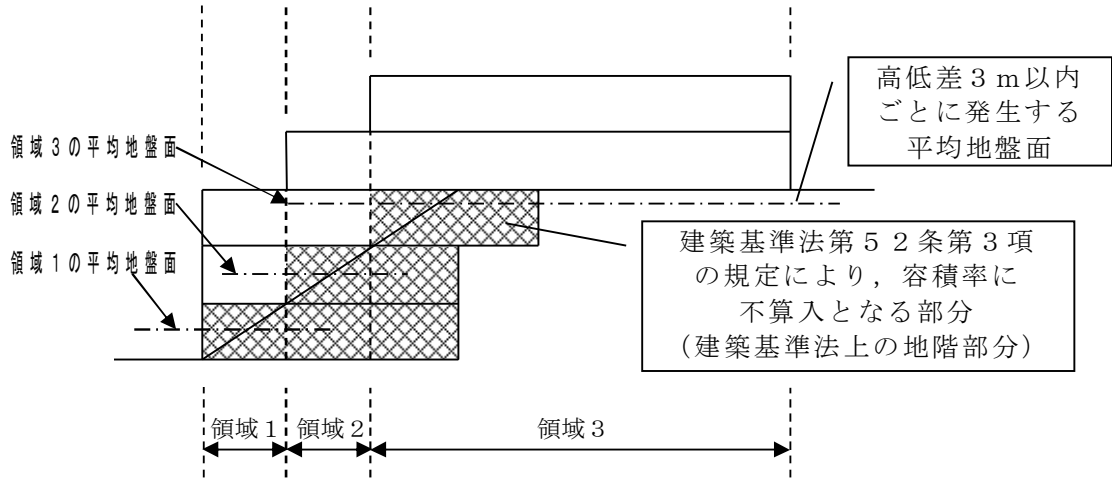 高低差３ｍ以内
ごとに発生する
平均地盤面
領域３の平均地盤面
領域２の平均地盤面
領域１の平均地盤面
建築基準法第５２条第３項
の規定により，容積率に
不算入となる部分
（建築基準法上の地階部分）
領域１
領域２
領域３